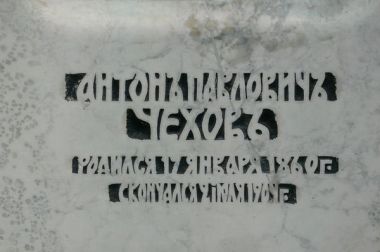 АНТОНЪ ПАВЛОВИЧЪ
ЧЕХОВЪ
РОДИЛСЯ 17 ЯНВАРЯ 1860 Г.
СКОНЧАЛСЯ 2 ІЮЛЯ 1904 Г.